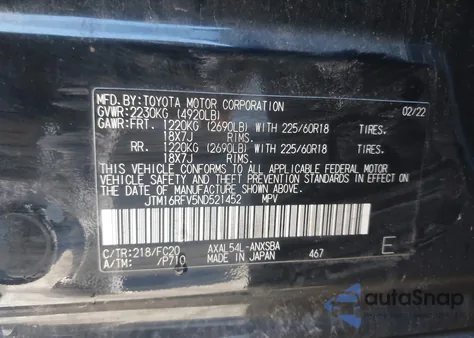 MFD.BY:TOYOTA MOTOR CORPORATION 02/22
GVWR:2230KG (4920LB)
GAWR:FRT. 1220KG (2690LB) WITH 225/60R18 TIRES.
18X7J RIMS.
RR. 1220KG (2690LB) WITH 225/60R18 TIRES.
18X7J RIMS.
THIS VEHICLE CONFORMS TO ALL APPLICABLE FEDERAL MOTOR
VEHICLE SAFETY AND THEFT PREVENTION STANDARDS IN
EFFECT ON THE DATE OF MANUFACTURE SHOWN ABOVE.
JTM16RFV5ND521452 MPV
C/TR:218/FC20 AXAL54L-ANXSBA E
A/TM: /P710 MADE IN JAPAN 467
autoSnap